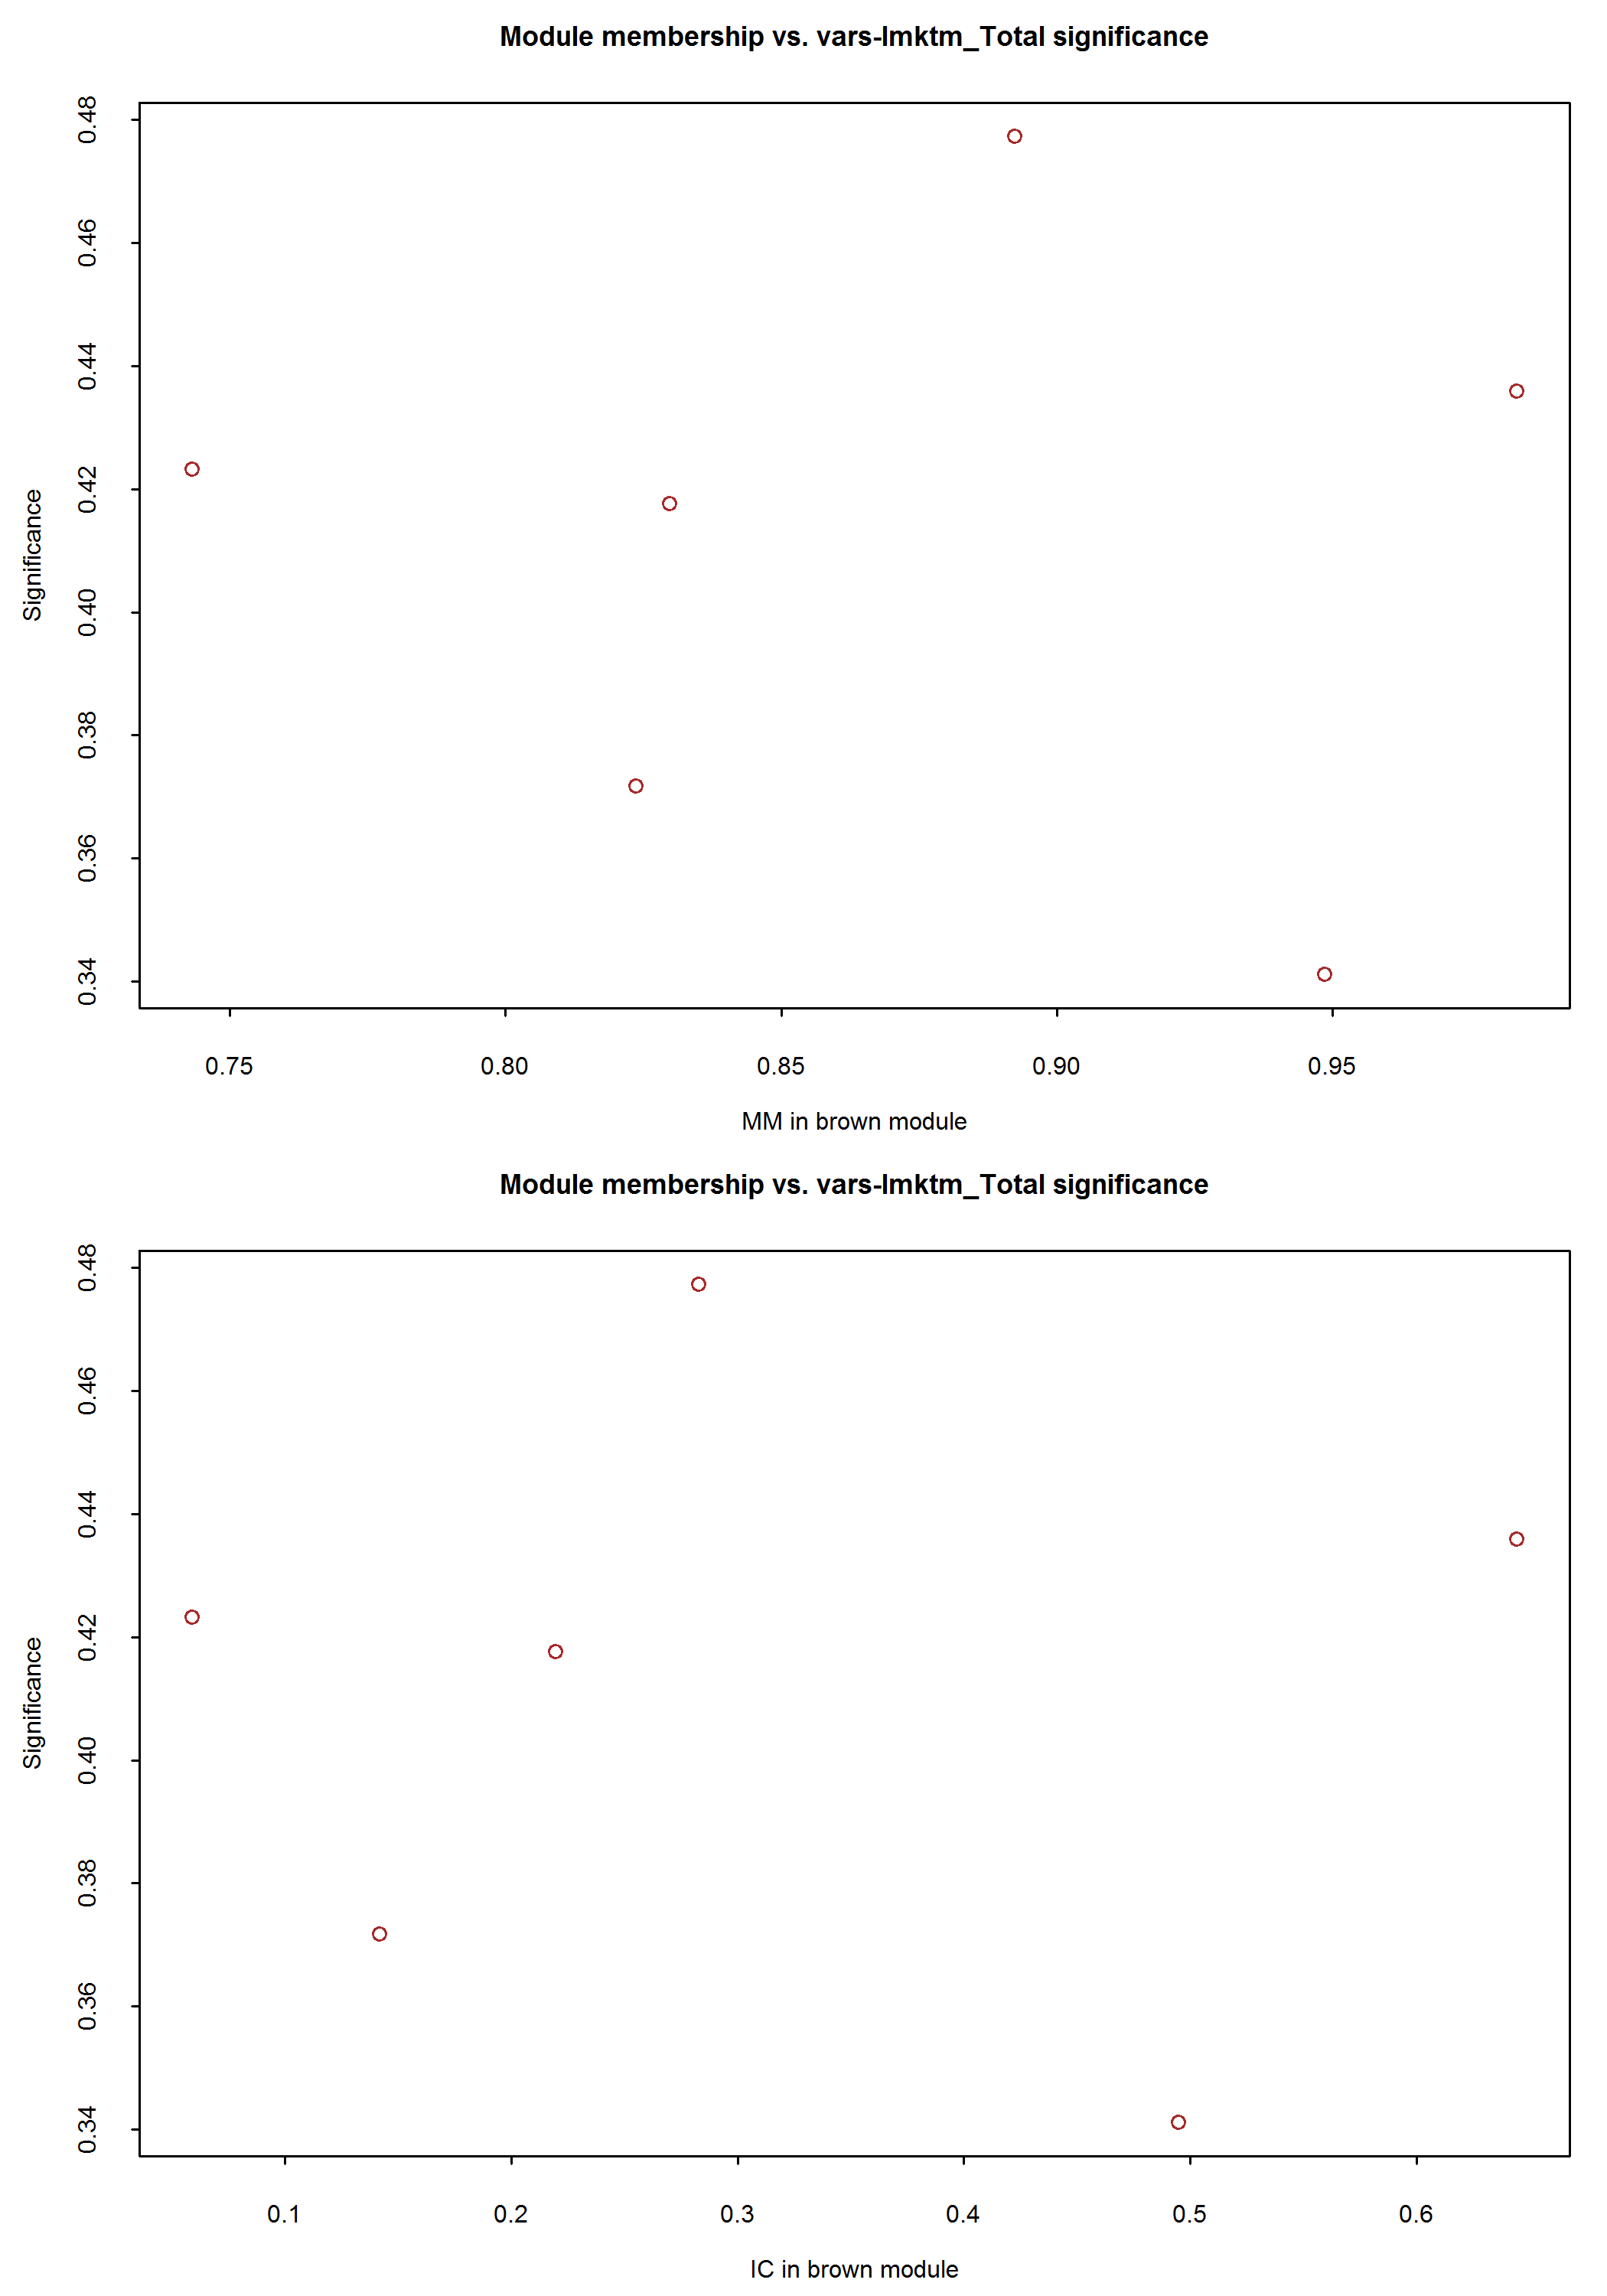 Module membership vs. vars-lmktm_Total significance
0.48
0.46
0.44
0.42
0.40
0.38
0.36
0.34
Significance
0.75 0.80 0.85 0.90 0.95
MM in brown module
Module membership vs. vars-lmktm_Total significance
0.48
0.46
0.44
0.42
0.40
0.38
0.36
0.34
Significance
0.1 0.2 0.3 0.4 0.5 0.6
IC in brown module